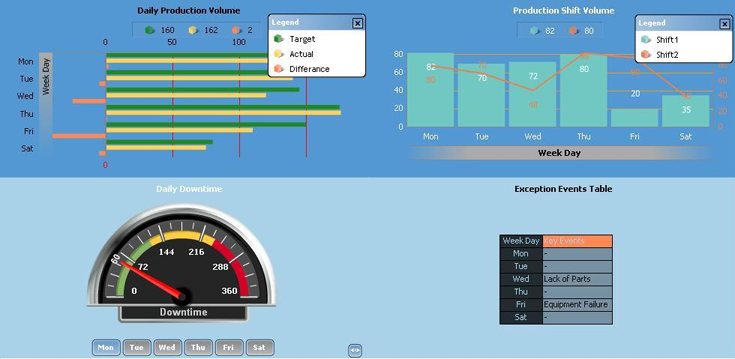 Daily Production Volume
160 162 2
Legend
Target
Actual
Differance
0 50 100
Week Day
Mon
Tue
Wed
Thu
Fri
Sat
0
Production Shift Volume
82 80
Legend
Shift1
Shift2
80
60
40
20
0
82
70
72
80
20
35
80
60
40
20
0
Mon Tue Wed Thu Fri Sat
Week Day
Daily Downtime
0 72 144 216 288 360
60
Downtime
Mon Tue Wed Thu Fri Sat
Exception Events Table
Week Day Key Events
Mon -
Tue -
Wed Lack of Parts
Thu -
Fri Equipment Failure
Sat -